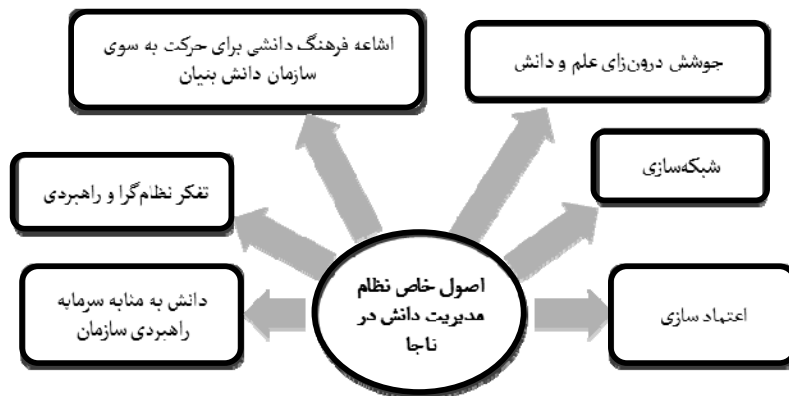 اشاعه فرهنگ دانشی برای حرکت به سوی
سازمان دانش بنیان
جوشش درون‌زای علم و دانش
شبکه‌سازی
تفکر نظام‌گرا و راهبردی
اصول خاص نظام
مدیریت دانش در
ناجا
دانش به مثابه سرمایه
راهبردی سازمان
اعتماد سازی